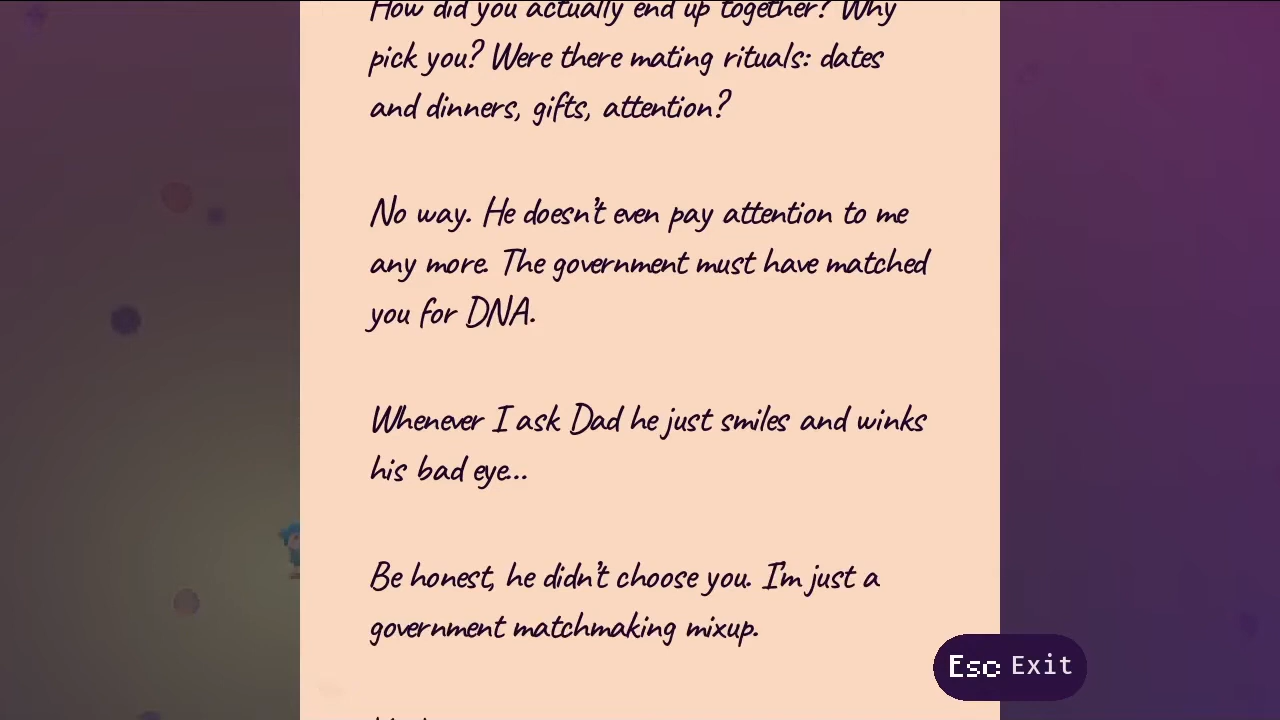 How did you actually end up together? Why
pick you? Were there mating rituals: dates
and dinners, gifts, attention?
No way. He doesn't even pay attention to me
any more. The government must have matched
you for DNA.
Whenever I ask Dad he just smiles and winks
his bad eye...
Be honest, he didn't choose you. I'm just a
government matchmaking mixup.
Esc Exit